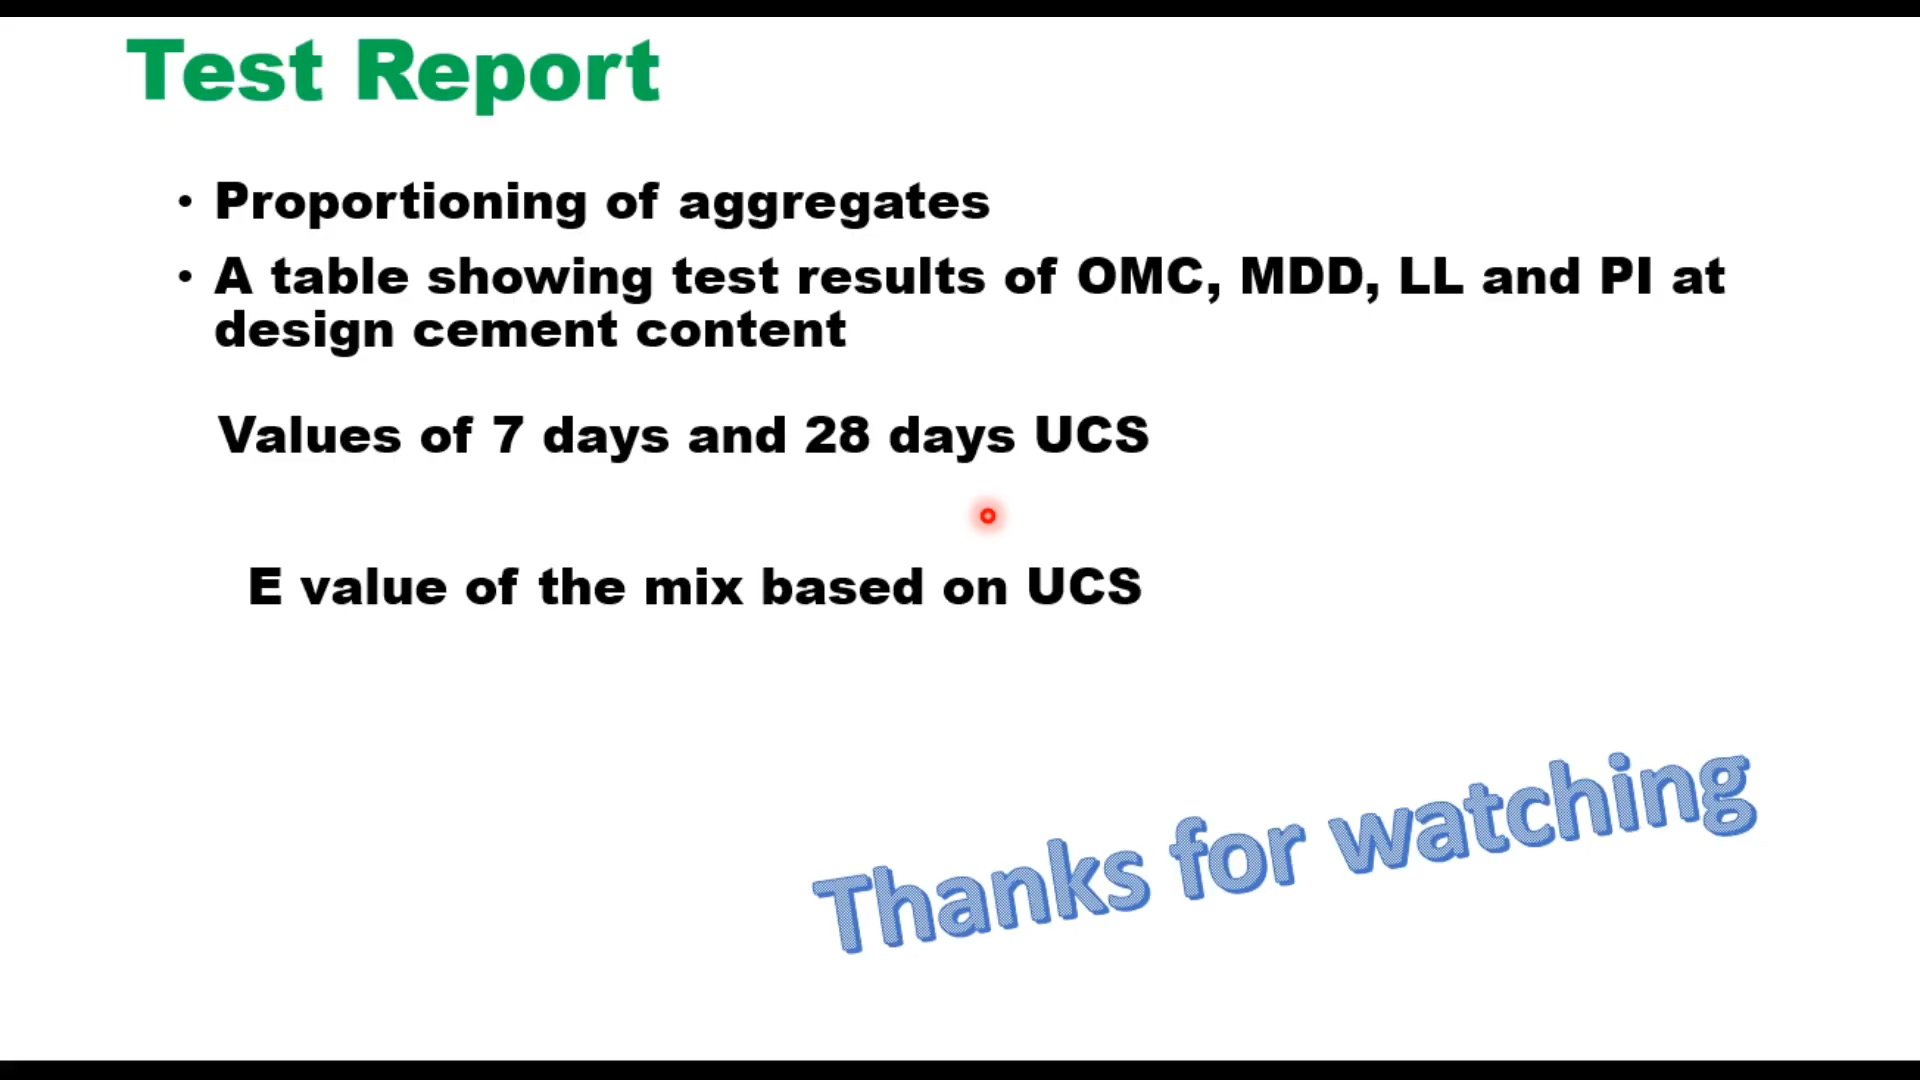 Test Report
• Proportioning of aggregates
• A table showing test results of OMC, MDD, LL and PI at
design cement content
Values of 7 days and 28 days UCS
E value of the mix based on UCS
Thanks for watching